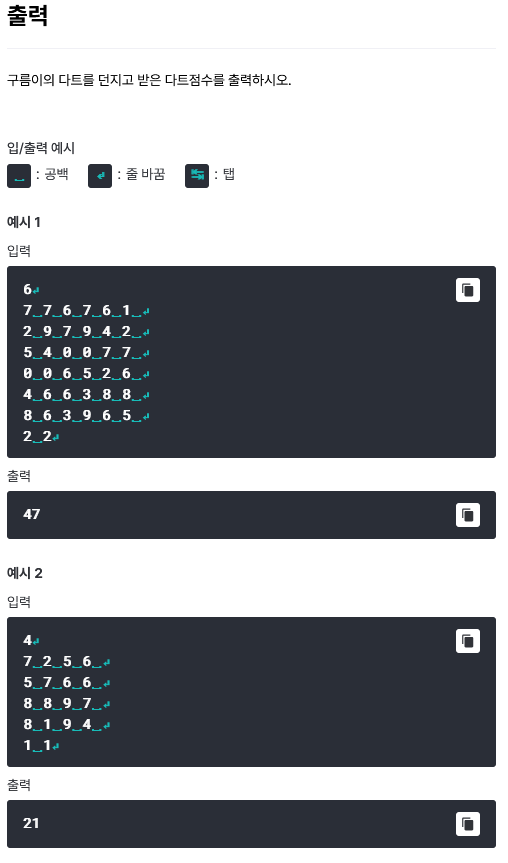 출력
구름이의 다트를 던지고 받은 다트점수를 출력하시오.
입/출력 예시
⎵ : 공백 ↵ : 줄 바꿈 ↹ : 탭
예시 1
입력
6↵
7⎵7⎵6⎵7⎵6⎵1⎵↵
2⎵9⎵7⎵9⎵4⎵2⎵↵
5⎵4⎵0⎵0⎵7⎵7⎵↵
0⎵0⎵6⎵5⎵2⎵6⎵↵
4⎵6⎵6⎵3⎵8⎵8⎵↵
8⎵6⎵3⎵9⎵6⎵5⎵↵
2⎵2↵
출력
47
예시 2
입력
4↵
7⎵2⎵5⎵6⎵↵
5⎵7⎵6⎵6⎵↵
8⎵8⎵9⎵7⎵↵
8⎵1⎵9⎵4⎵↵
1⎵1↵
출력
21